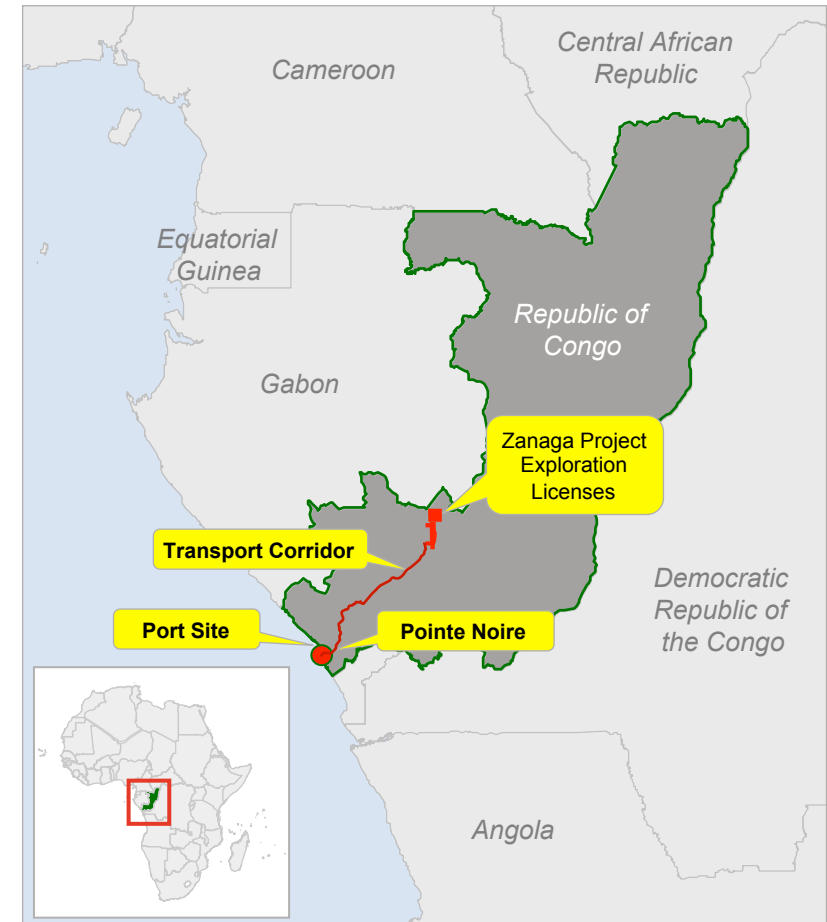 Cameroon
Central African
Republic
Equatorial
Guinea
Republic of
Congo
Gabon
Zanaga Project
Exploration
Licenses
Transport Corridor
Democratic
Republic of
the Congo
Port Site
Pointe Noire
Angola